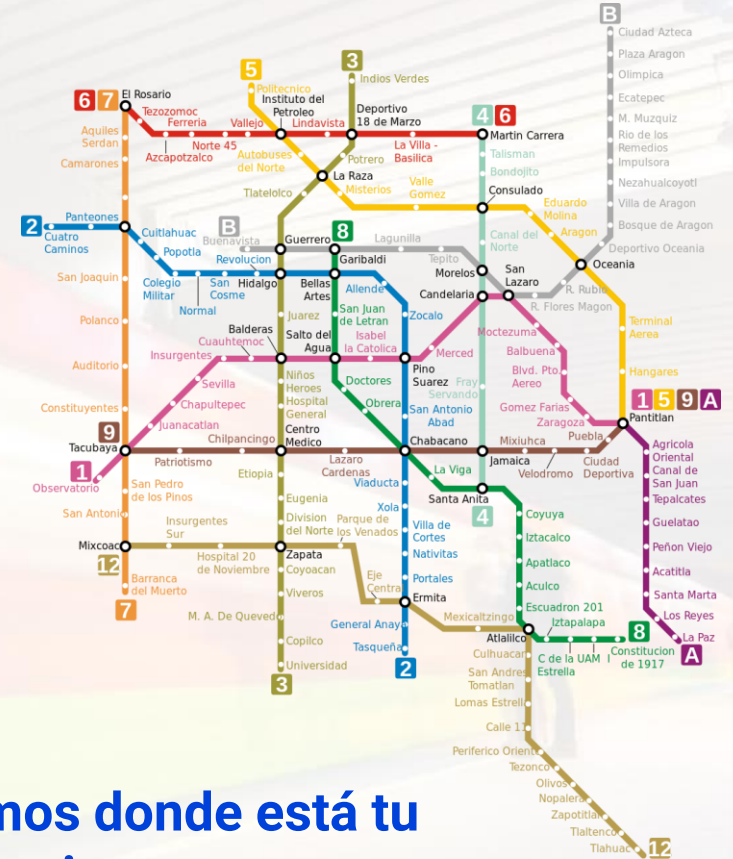 B
Ciudad Azteca
Plaza Aragon
Olimpica
Ecatepec
M. Muzquiz
Rio de los
Remedios
Impulsora
Nezahualcoyotl
Villa de Aragon
Bosque de Aragon
Deportivo Oceania
Oceania
R. Rubio
R. Flores Magon
San
Lazaro
Morelos
Tepito
Lagunilla
Garibaldi
Guerrero
Buenavista
B
5
Politecnico
Instituto del
Petroleo
Autobuses
del Norte
La Raza
Misterios
Valle
Gomez
Consulado
Eduardo
Molina
Aragon
Terminal
Aerea
Hangares
1 5 9 A
Pantitlan
3
Indios Verdes
Deportivo
18 de Marzo
Potrero
Tlatelolco
Hidalgo
Juarez
Balderas
Niños
Heroes
Hospital
General
Centro
Medico
Etiopia
Eugenia
Division
del Norte
Zapata
Coyoacan
Viveros
M. A. De Quevedo
Copilco
Universidad
3
6 7
El Rosario
Tezozomoc
Azcapotzalco
Ferreria
Norte 45
Vallejo
Lindavista
La Villa -
Basilica
4 6
Martin Carrera
Talisman
Bondojito
Canal del
Norte
Candelaria
Fray
Servando
Jamaica
Santa Anita
4
Aquiles
Serdan
Camarones
2
Panteones
Cuatro
Caminos
Cuitlahuac
Popotla
Colegio
Militar
Normal
San
Cosme
Revolucion
Bellas
Artes
Allende
Zocalo
Pino
Suarez
San Antonio
Abad
Chabacano
Viaducta
Xola
Villa de
Cortes
Nativitas
Portales
Ermita
General Anaya
Tasqueña
2
San Joaquin
Polanco
Auditorio
Constituyentes
9
Tacubaya
San Pedro
de los Pinos
San Antonio
Mixcoac
12
Barranca
del Muerto
7
1
Observatorio
Juanacatlan
Chapultepec
Sevilla
Insurgentes
Cuauhtemoc
Salto del
Agua
Isabel
la Catolica
Merced
Moctezuma
Balbuena
Blvd. Pto.
Aereo
Gomez Farias
Zaragoza
Patriotismo
Chilpancingo
Lazaro
Cardenas
Mixiuhca
Velodromo
Ciudad
Deportiva
Puebla
8
San Juan
de Letran
Doctores
Obrera
La Viga
Coyuya
Iztacalco
Apatlaco
Aculco
Escuadron 201
Atlalilco
Iztapalapa
C de la
Estrella
UAM I
Constitucion
de 1917
8
Agricola
Oriental
Canal de
San Juan
Tepalcates
Guelatao
Peñon Viejo
Acatitla
Santa Marta
Los Reyes
La Paz
A
Insurgentes
Sur
Hospital 20
de Noviembre
Parque de
los Venados
Eje
Central
Mexicaltzingo
Culhuacan
San Andres
Tomatlan
Lomas Estrella
Calle 11
Periferico Orient
Tezonco
Olivos
Nopalera
Zapotitlan
Tlaltenco
Tlahuac
12
mos donde está tu